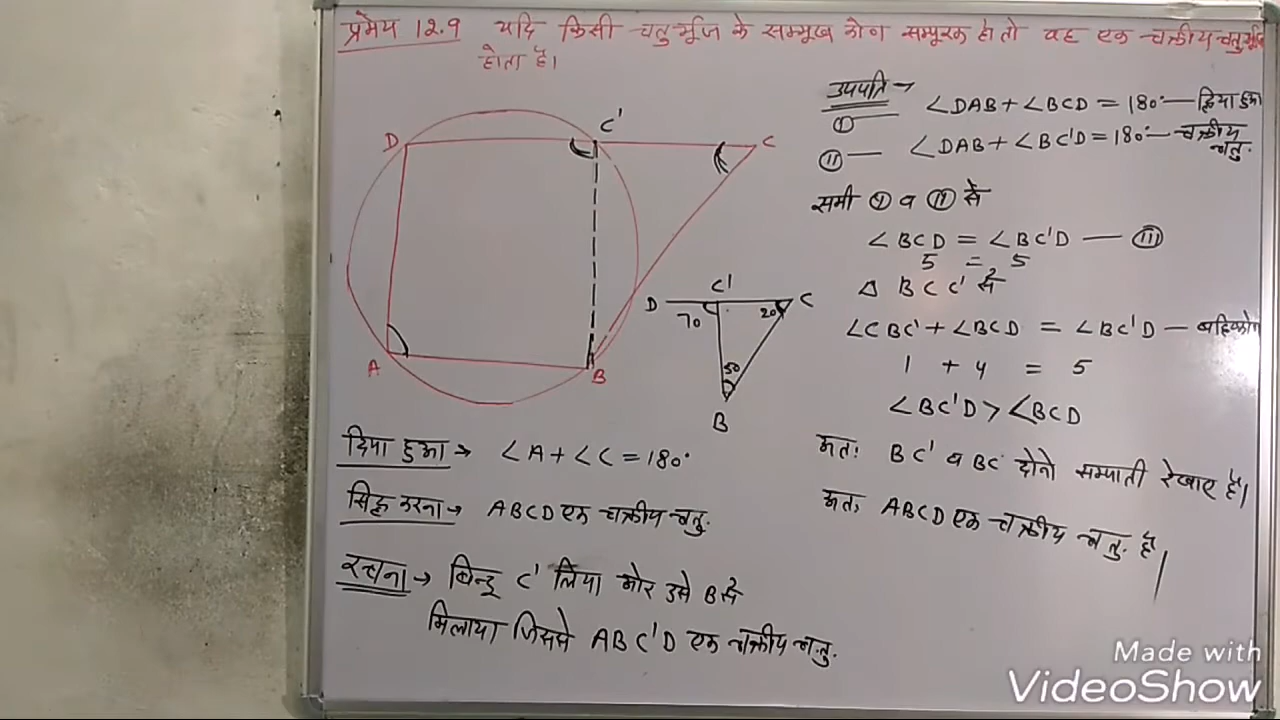 प्रमेय 12.9 यदि किसी चतुर्भुज के सम्मुख कोण सम्पूरक हो तो वह एक चक्रीय चतुर्भुज
होता है।
D
C'
C
A
B
D
C'
C
70
20
50
B
दिया हुआ → ∠A + ∠C = 180°
सिद्ध करना → ABCD एक चक्रीय चतु.
रचना → बिन्दू C' लिया और उसे B से
मिलाया जिससे ABC'D एक चक्रीय चतु.
उपपति →
① ∠DAB + ∠BCD = 180° — दिया हुआ
② — ∠DAB + ∠BC'D = 180° — चक्रीय
चतु.
समी ① व ② से
∠BCD = ∠BC'D — ③
5 = 5
Δ BCC' से
∠CBC' + ∠BCD = ∠BC'D — बहिष्कोण
1 + 4 = 5
∠BC'D > ∠BCD
अतः BC' व BC दोनो सम्पाती रेखाए है।
अतः ABCD एक चक्रीय चतु. है।
Made with
VideoShow